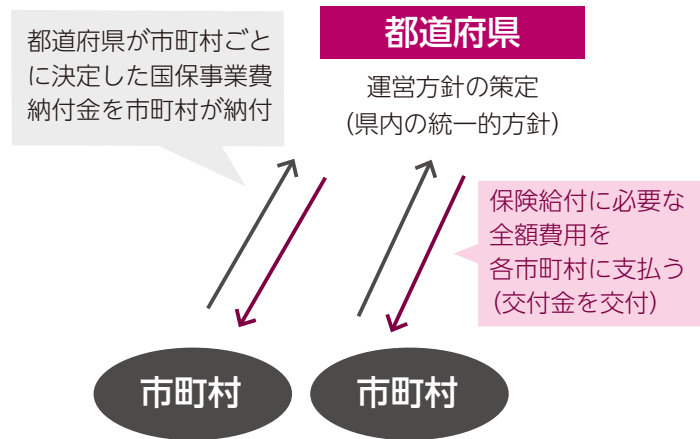 都道府県が市町村ごと
に決定した国保事業費
納付金を市町村が納付
都道府県
運営方針の策定
(県内の統一的方針)
保険給付に必要な
全額費用を
各市町村に支払う
(交付金を交付)
市町村
市町村